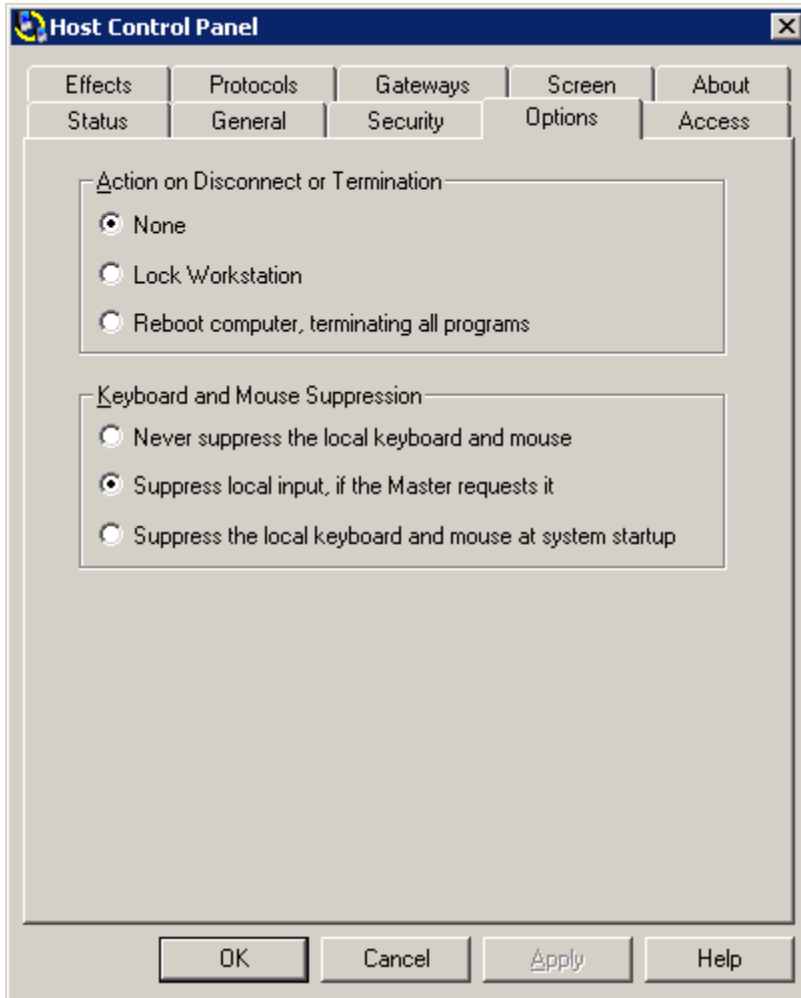 Host Control Panel
Effects Protocols Gateways Screen About
Status General Security Options Access
Action on Disconnect or Termination
None
Lock Workstation
Reboot computer, terminating all programs
Keyboard and Mouse Suppression
Never suppress the local keyboard and mouse
Suppress local input, if the Master requests it
Suppress the local keyboard and mouse at system startup
OK Cancel Apply Help